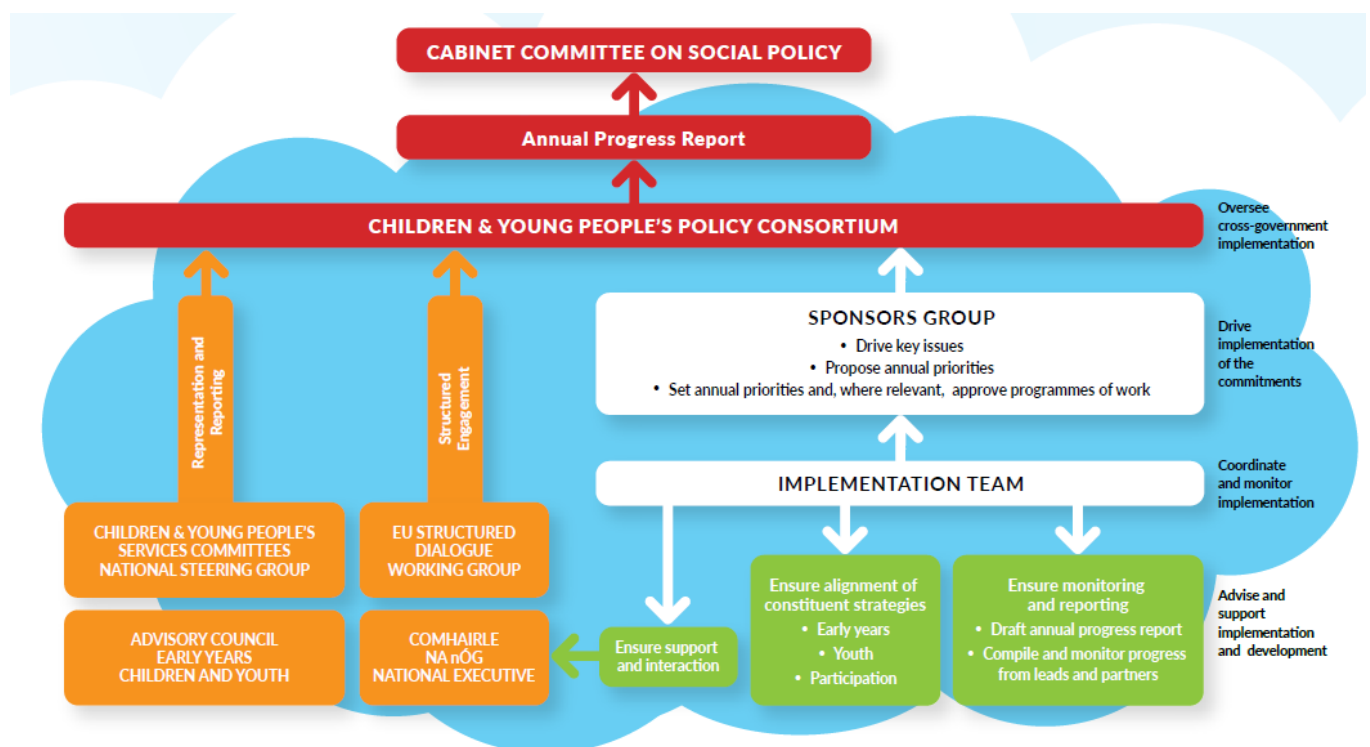 CABINET COMMITTEE ON SOCIAL POLICY
Annual Progress Report
CHILDREN & YOUNG PEOPLE'S POLICY CONSORTIUM
Oversee
cross-government
implementation
Representation and
Reporting
Structured
Engagement
SPONSORS GROUP
• Drive key issues
• Propose annual priorities
• Set annual priorities and, where relevant, approve programmes of work
Drive
implementation
of the
commitments
IMPLEMENTATION TEAM
Coordinate
and monitor
implementation
CHILDREN & YOUNG PEOPLE'S
SERVICES COMMITTEES
NATIONAL STEERING GROUP
EU STRUCTURED
DIALOGUE
WORKING GROUP
ADVISORY COUNCIL
EARLY YEARS
CHILDREN AND YOUTH
COMHAIRLE
NA nÓG
NATIONAL EXECUTIVE
Ensure support
and interaction
Ensure alignment of
constituent strategies
• Early years
• Youth
• Participation
Ensure monitoring
and reporting
• Draft annual progress report
• Compile and monitor progress
from leads and partners
Advise and
support
implementation
and development